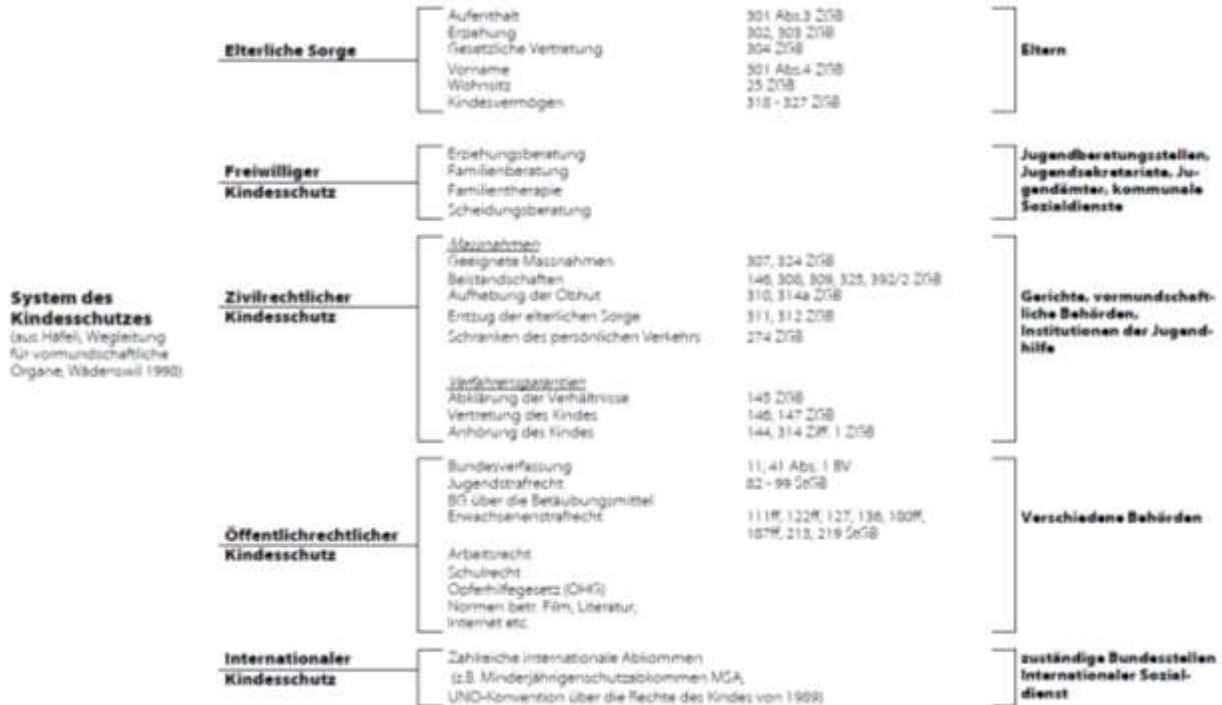 System des
Kindesschutzes
(aus Häfeli, Wegleitung
für vormundschaftliche
Organe, Wädenswil 1998)
Elterliche Sorge
Aufenthalt 301 Abs.3 ZGB
Erziehung 302, 303 ZGB
Gesetzliche Vertretung 304 ZGB
Vorname 301 Abs.4 ZGB
Wohnsitz 25 ZGB
Kindesvermögen 318 - 327 ZGB
Eltern
Freiwilliger
Kindesschutz
Erziehungsberatung
Familienberatung
Familientherapie
Scheidungsberatung
Jugendberatungsstellen,
Jugendsekretariate, Ju-
gendämter, kommunale
Sozialdienste
Zivilrechtlicher
Kindesschutz
Massnahmen
Geeignete Massnahmen 307, 324 ZGB
Beistandschaften 146, 308, 309, 325, 392/2 ZGB
Aufhebung der Obhut 310, 314a ZGB
Entzug der elterlichen Sorge 311, 312 ZGB
Schranken des persönlichen Verkehrs 274 ZGB
Verfahrensgarantien
Abklärung der Verhältnisse 145 ZGB
Vertretung des Kindes 146, 147 ZGB
Anhörung des Kindes 144, 314 Ziff. 1 ZGB
Gerichte, vormundschaft-
liche Behörden,
Institutionen der Jugend-
hilfe
Öffentlichrechtlicher
Kindesschutz
Bundesverfassung 11, 41 Abs. 1 BV
Jugendstrafrecht 82 - 99 StGB
BG über die Betäubungsmittel
Erwachsenenstrafrecht 111ff, 122ff, 127, 136, 180ff,
187ff, 213, 219 StGB
Arbeitsrecht
Schulrecht
Opferhilfegesetz (OHG)
Normen betr. Film, Literatur,
Internet etc.
Verschiedene Behörden
Internationaler
Kindesschutz
Zahlreiche internationale Abkommen
(z.B. Minderjährigenschutzabkommen MSA,
UNO-Konvention über die Rechte des Kindes von 1989)
zuständige Bundesstellen
Internationaler Sozial-
dienst